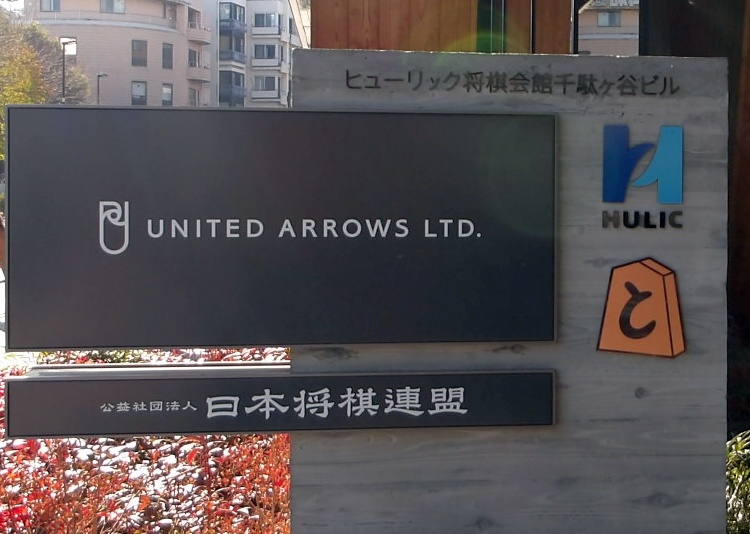 ヒューリック将棋会館千駄ヶ谷ビル
HULIC
と
UNITED ARROWS LTD.
公益社団法人 日本将棋連盟